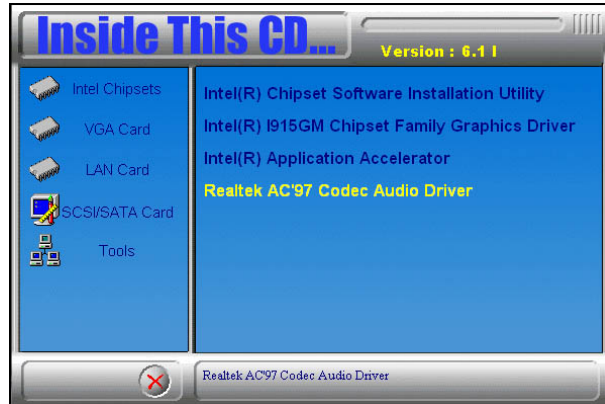 Inside This CD...
Version : 6.1 I
Intel Chipsets
VGA Card
LAN Card
SCSI/SATA Card
Tools
Intel(R) Chipset Software Installation Utility
Intel(R) I915GM Chipset Family Graphics Driver
Intel(R) Application Accelerator
Realtek AC'97 Codec Audio Driver
Realtek AC'97 Codec Audio Driver